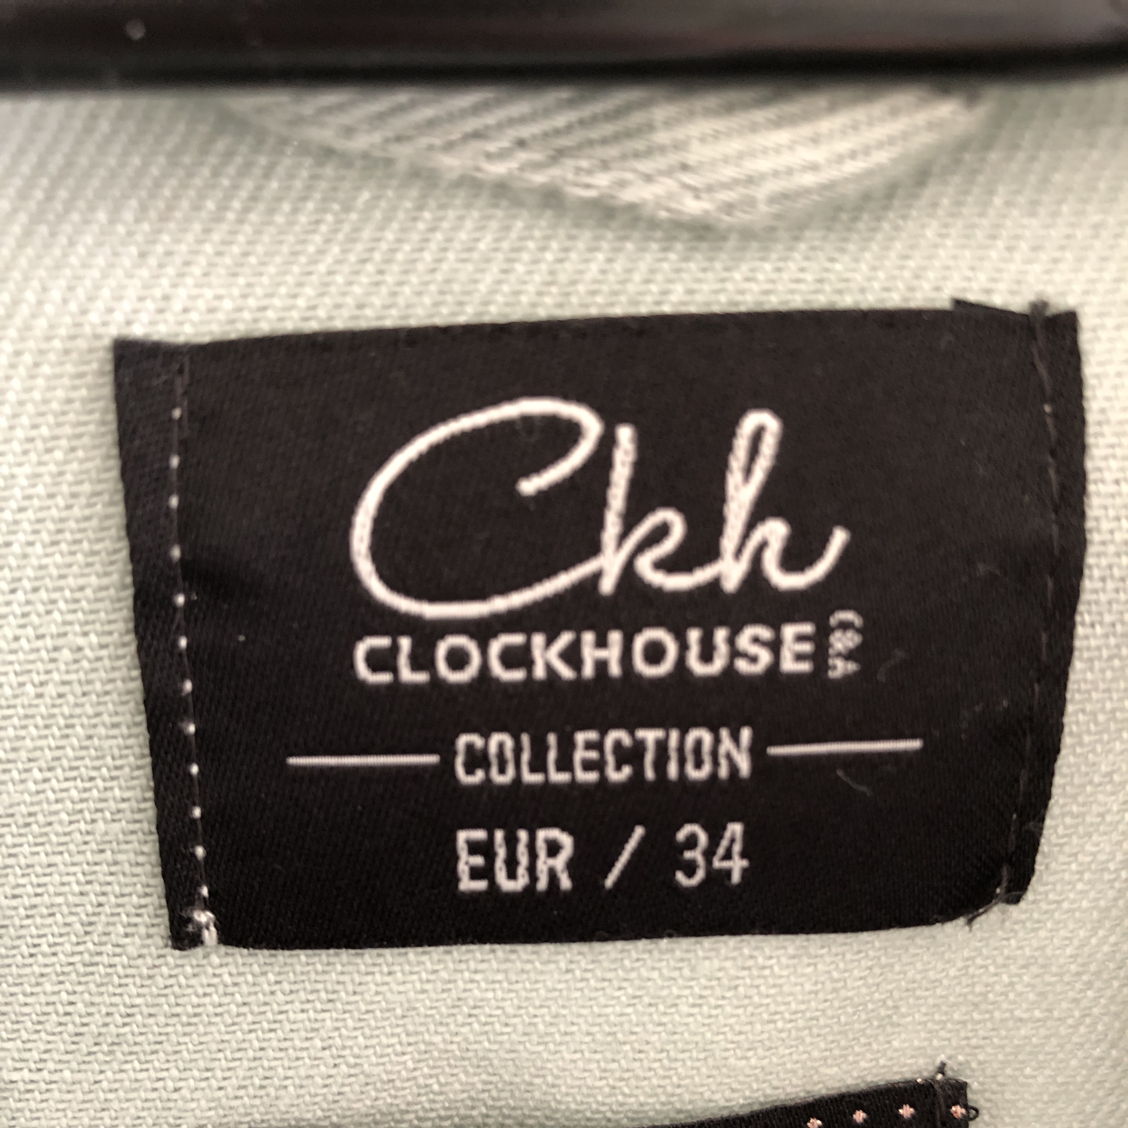 Ckh
CLOCKHOUSE C&A
COLLECTION
EUR / 34